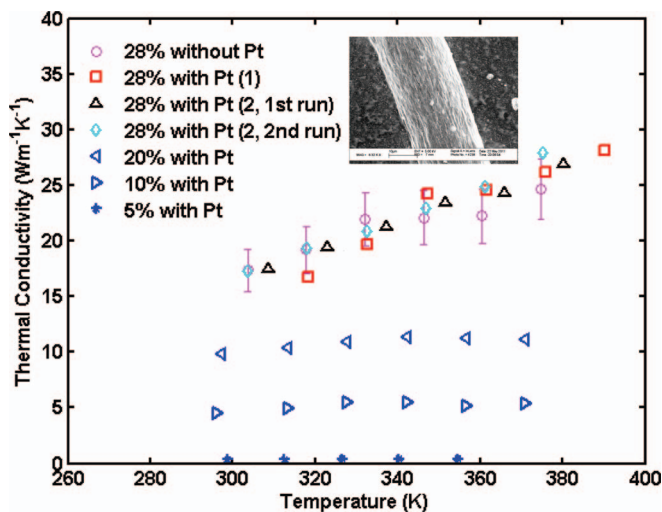 40
35
30
25
20
15
10
5
0
Thermal Conductivity (Wm-1K-1)
28% without Pt
28% with Pt (1)
28% with Pt (2, 1st run)
28% with Pt (2, 2nd run)
20% with Pt
10% with Pt
5% with Pt
260 280 300 320 340 360 380 400
Temperature (K)